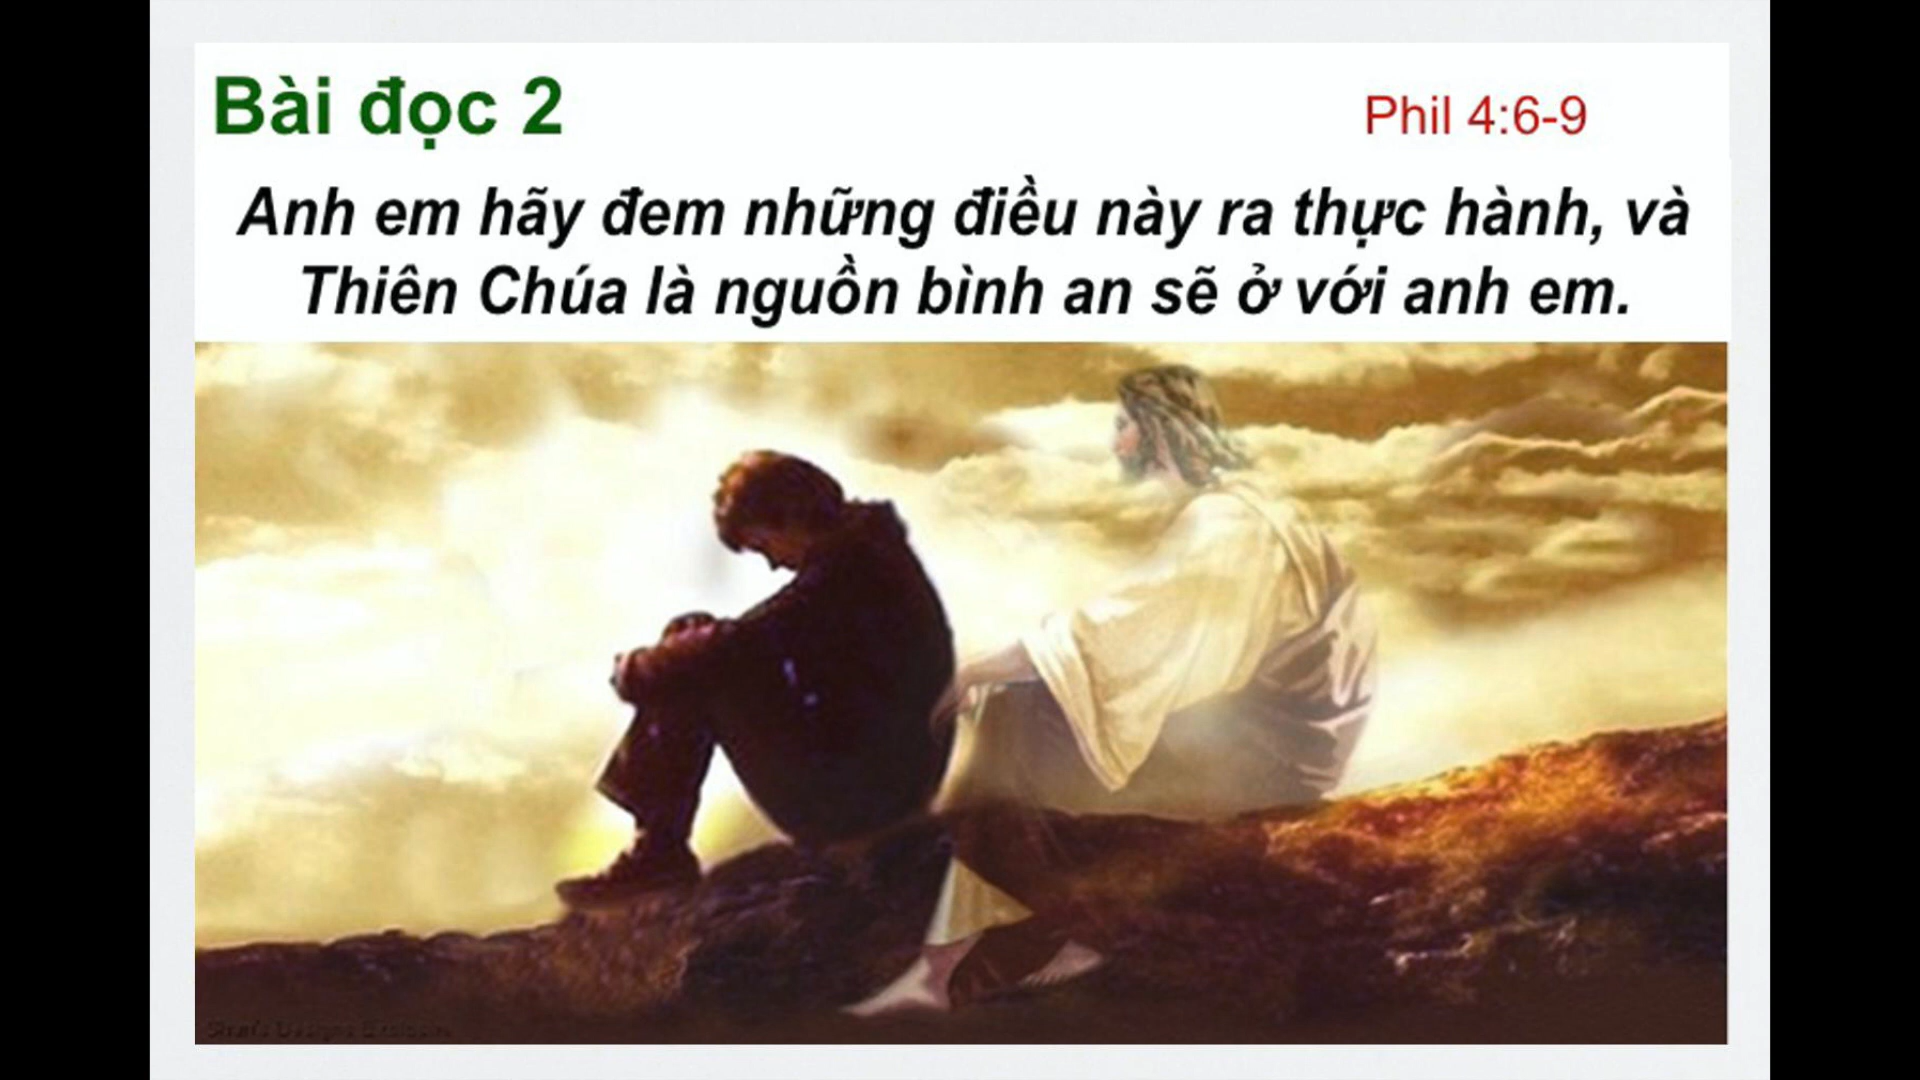 Bài đọc 2
Phil 4:6-9
Anh em hãy đem những điều này ra thực hành, và
Thiên Chúa là nguồn bình an sẽ ở với anh em.